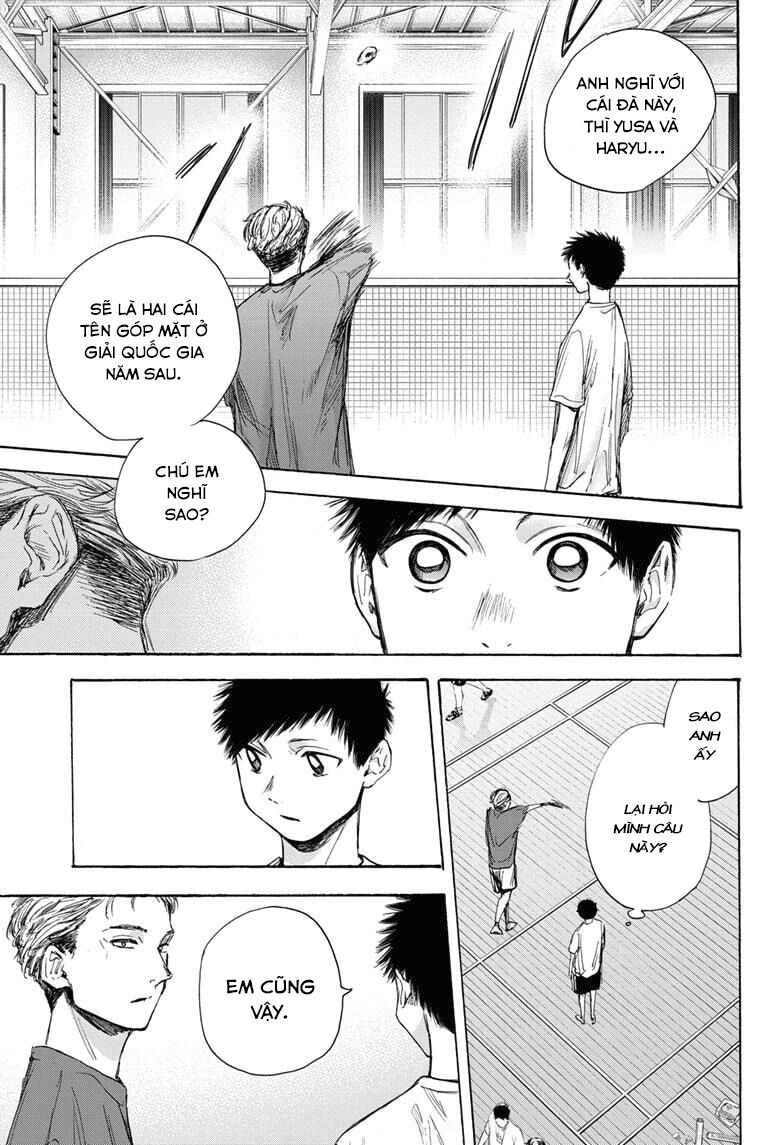 ANH NGHĨ VỚI
CÁI ĐÀ NÀY,
THÌ YUSA VÀ
HARYU...
SẼ LÀ HAI CÁI
TÊN GÓP MẶT Ở
GIẢI QUỐC GIA
NĂM SAU.
CHÚ EM
NGHĨ
SAO?
SAO
ANH
ẤY
LẠI HỎI
MÌNH CÂU
NÀY?
EM CŨNG
VẬY.